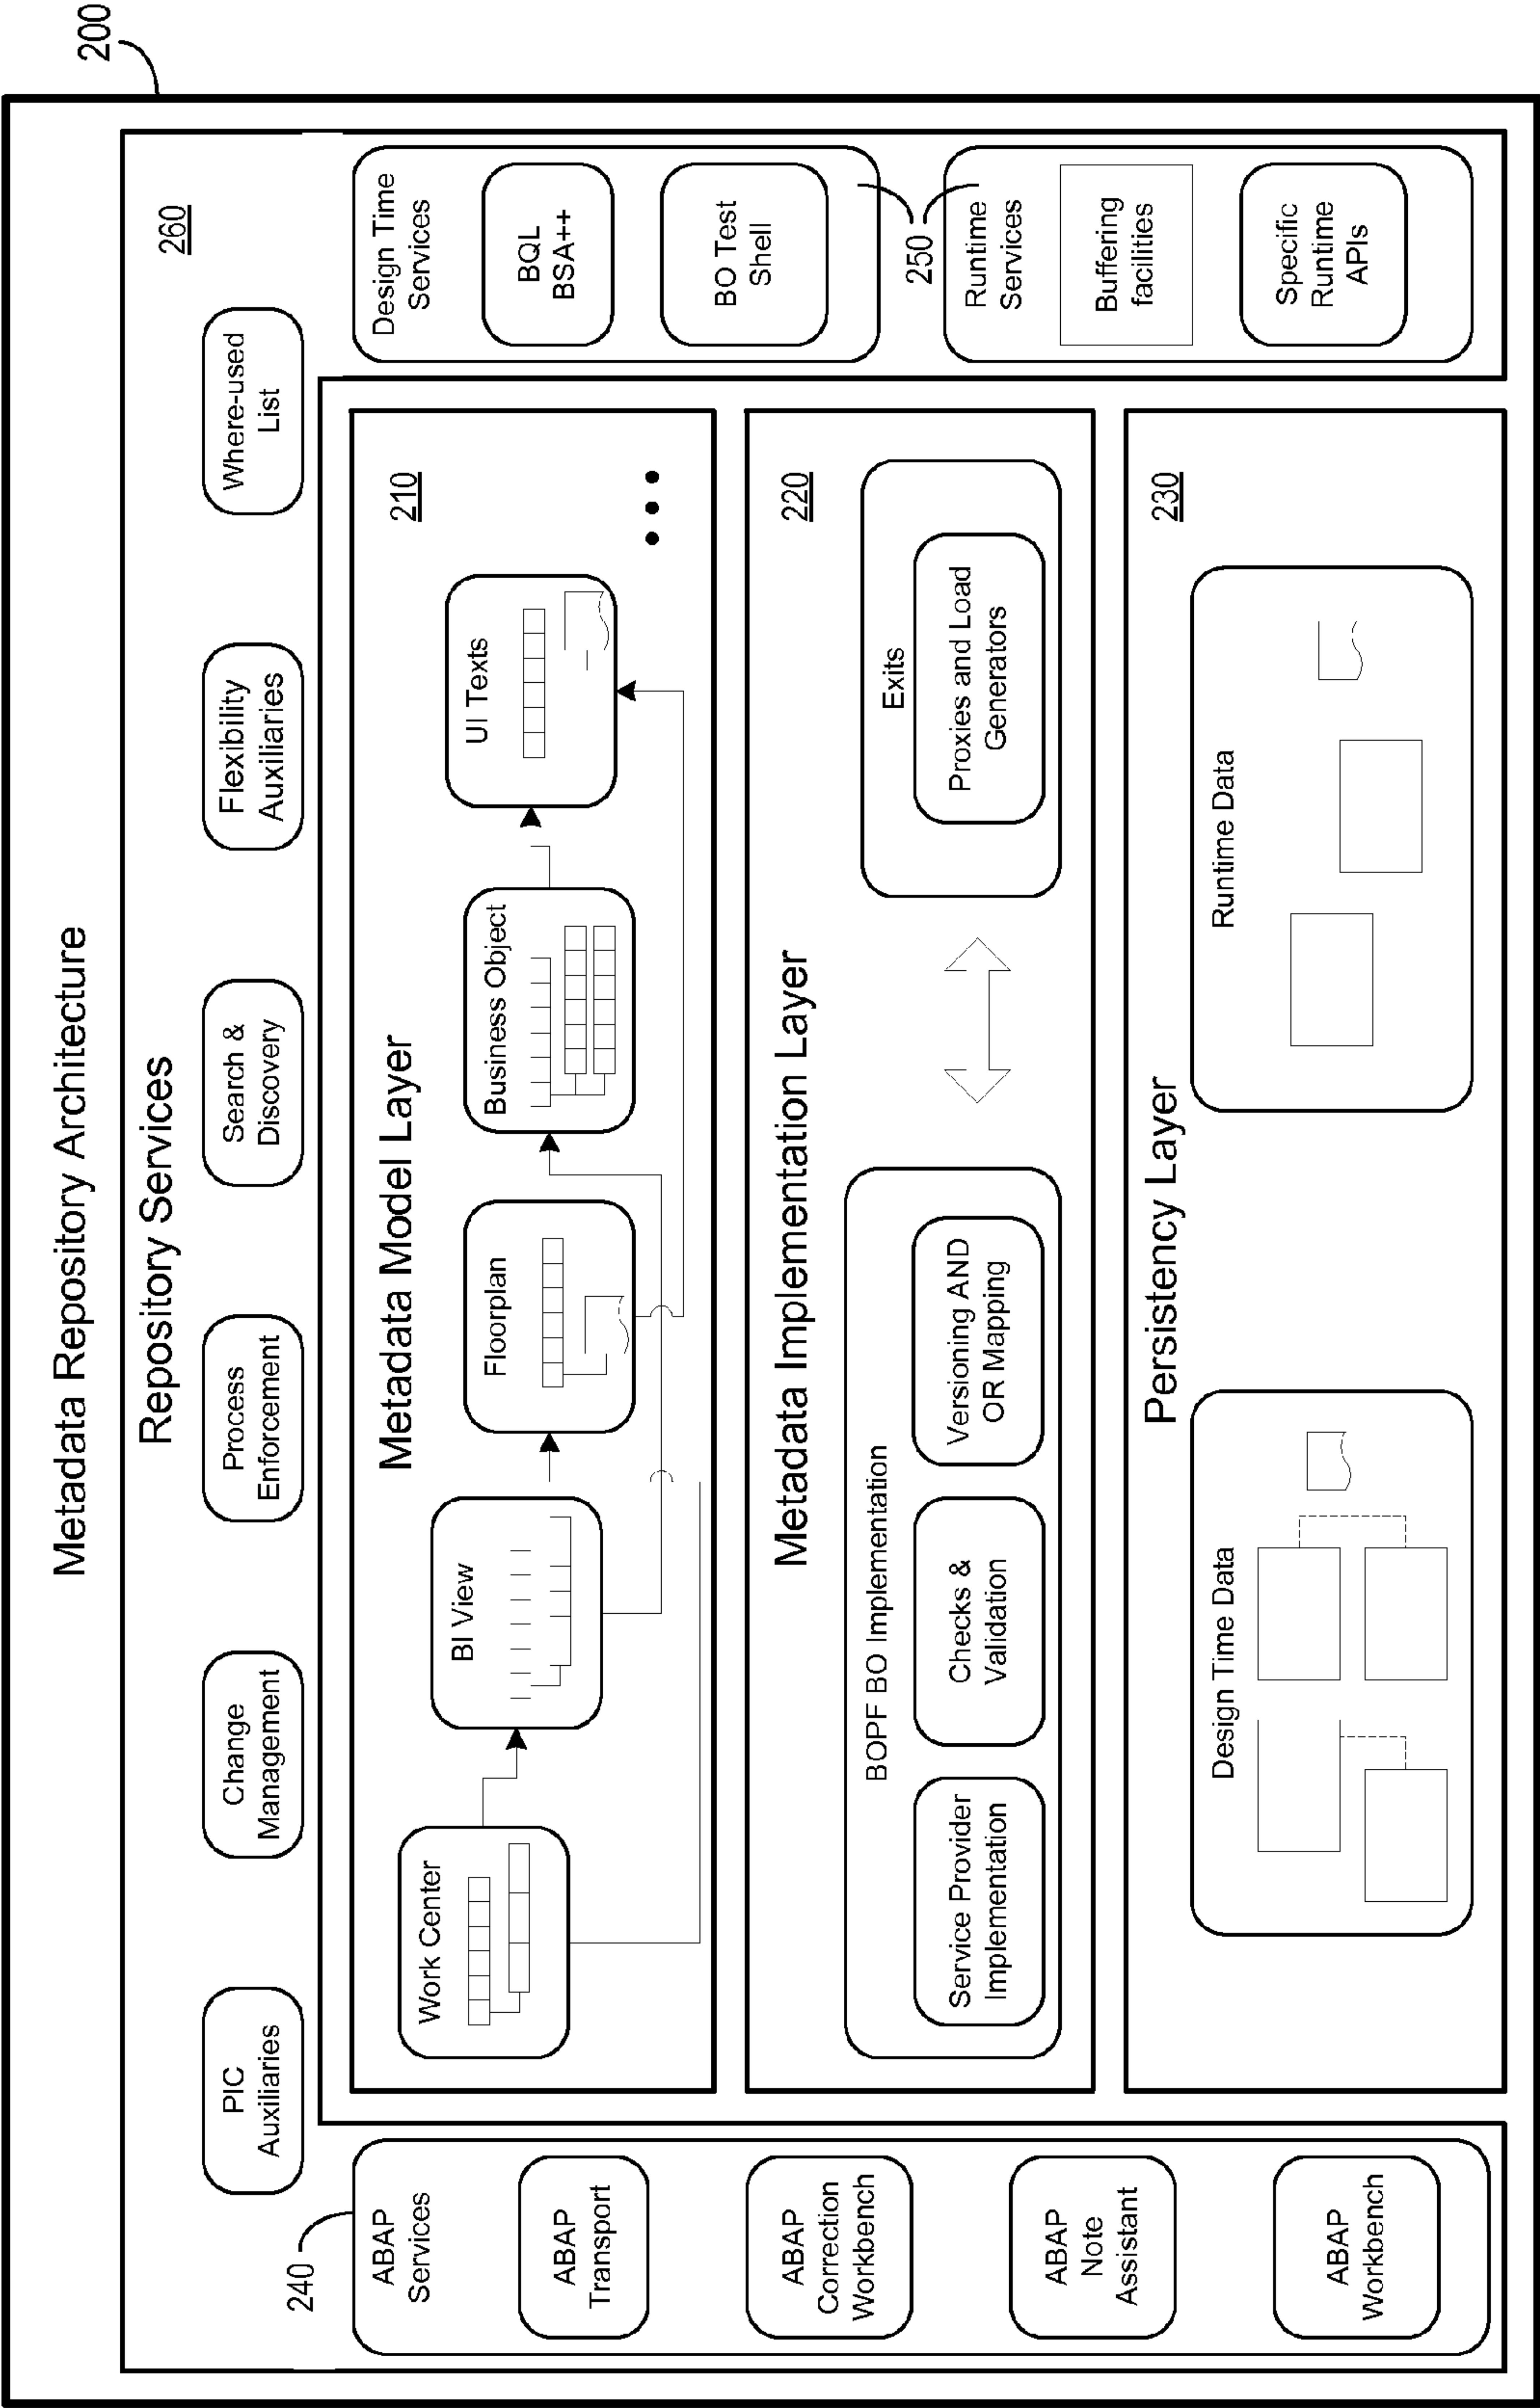 200
Metadata Repository Architecture
Repository Services
260
PIC
Auxiliaries
Change
Management
Process
Enforcement
Search &
Discovery
Flexibility
Auxiliaries
Where-used
List
240
ABAP
Services
ABAP
Transport
ABAP
Correction
Workbench
ABAP
Note
Assistant
ABAP
Workbench
Metadata Model Layer
210
Work Center
BI View
Floorplan
Business Object
UI Texts
Metadata Implementation Layer
220
BOPF BO Implementation
Service Provider
Implementation
Checks &
Validation
Versioning AND
OR Mapping
Exits
Proxies and Load
Generators
Persistency Layer
230
Design Time Data
Runtime Data
Design Time
Services
BQL
BSA++
BO Test
Shell
250
Runtime
Services
Buffering
facilities
Specific
Runtime
APIs